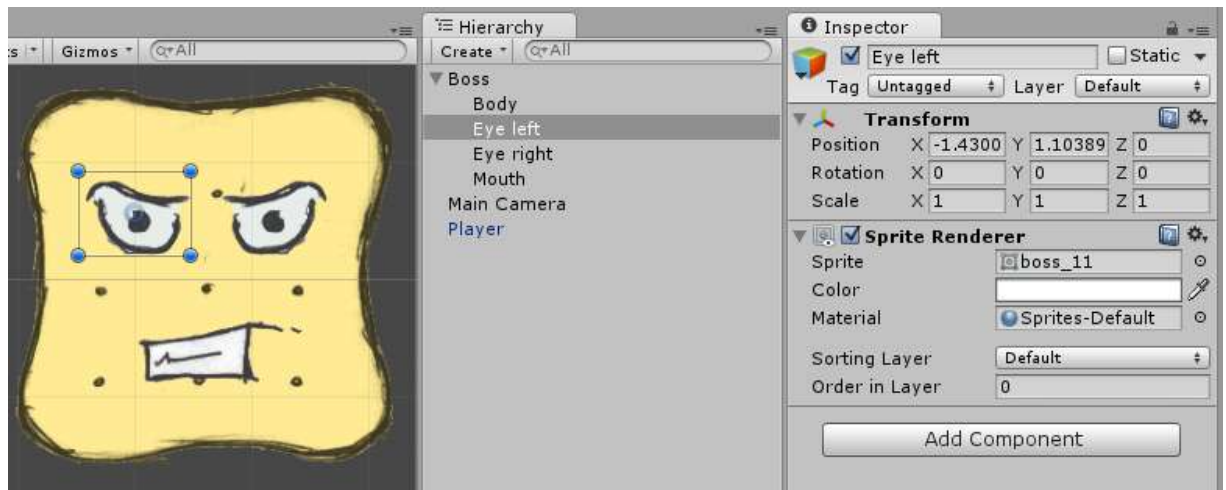 s Gizmos All
Hierarchy
Create All
Boss
Body
Eye left
Eye right
Mouth
Main Camera
Player
Inspector
Eye left Static
Tag Untagged Layer Default
Transform
Position X -1.4300 Y 1.10389 Z 0
Rotation X 0 Y 0 Z 0
Scale X 1 Y 1 Z 1
Sprite Renderer
Sprite boss_11
Color
Material Sprites-Default
Sorting Layer Default
Order in Layer 0
Add Component